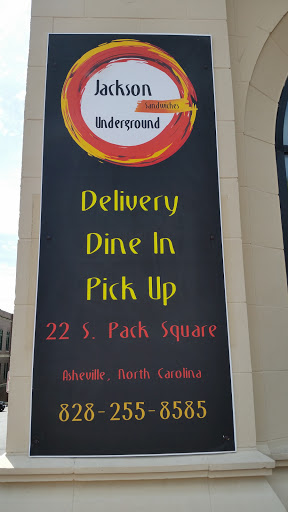 Jackson
sandwiches
Underground
Delivery
Dine In
Pick Up
22 S. Pack Square
Asheville, North Carolina
828-255-8585